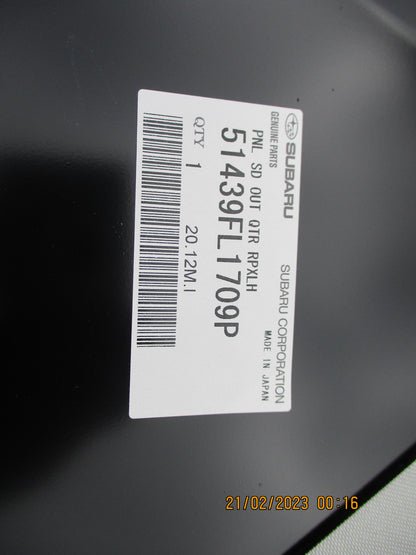 SUBARU
GENUINE PARTS
SUBARU CORPORATION
MADE IN JAPAN
PNL SD OUT QTR RPXLH
51439FL1709P
QTY 1
20.12M.I
21/02/2023 00:16